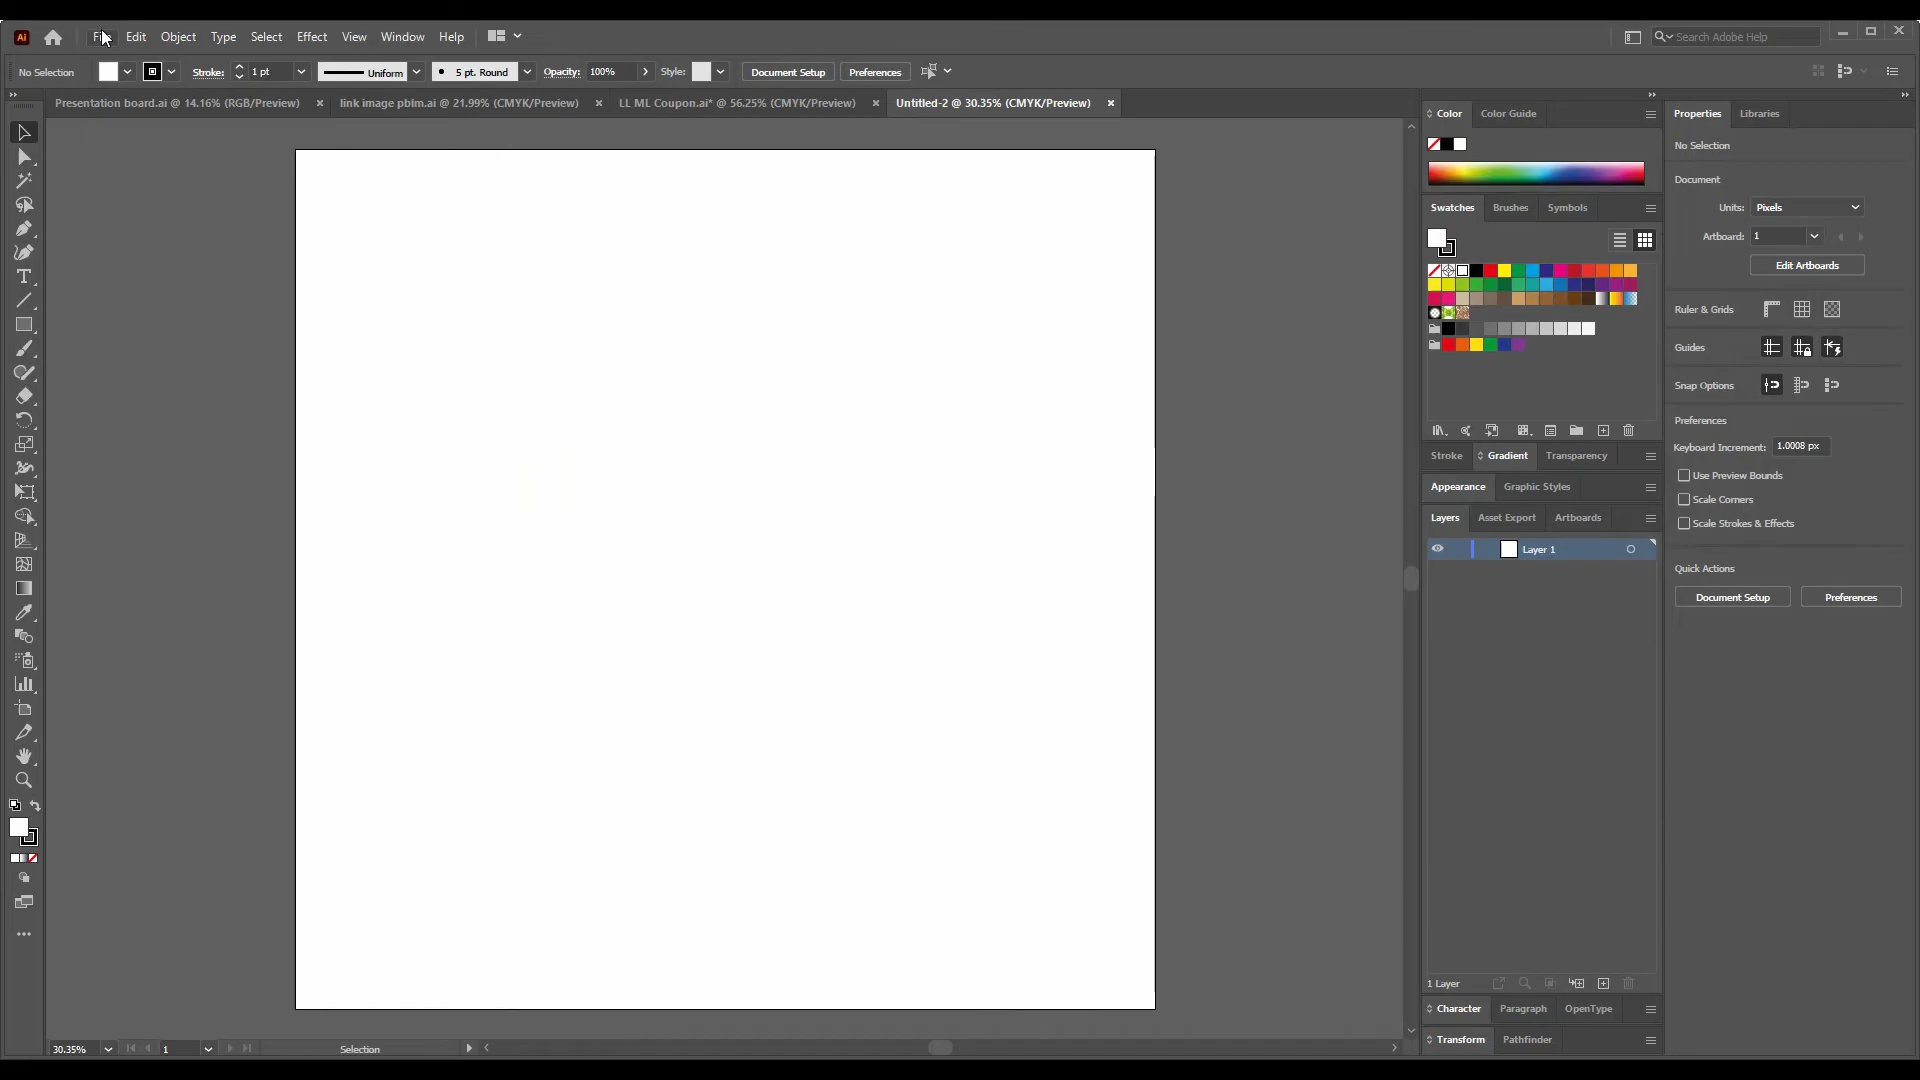 Ai File Edit Object Type Select Effect View Window Help Search Adobe Help
No Selection Stroke: 1 pt Uniform 5 pt. Round Opacity: 100% Style: Document Setup Preferences
Presentation board.ai @ 14.16% (RGB/Preview) × link image pblm.ai @ 21.99% (CMYK/Preview) × LL ML Coupon.ai* @ 56.25% (CMYK/Preview) × Untitled-2 @ 30.35% (CMYK/Preview) ×
Color Color Guide
Swatches Brushes Symbols
Stroke Gradient Transparency
Appearance Graphic Styles
Layers Asset Export Artboards
Layer 1
1 Layer
Character Paragraph OpenType
Transform Pathfinder
Properties Libraries
No Selection
Document
Units: Pixels
Artboard: 1
Edit Artboards
Ruler & Grids
Guides
Snap Options
Preferences
Keyboard Increment: 1.0008 px
Use Preview Bounds
Scale Corners
Scale Strokes & Effects
Quick Actions
Document Setup Preferences
30.35% 1 Selection